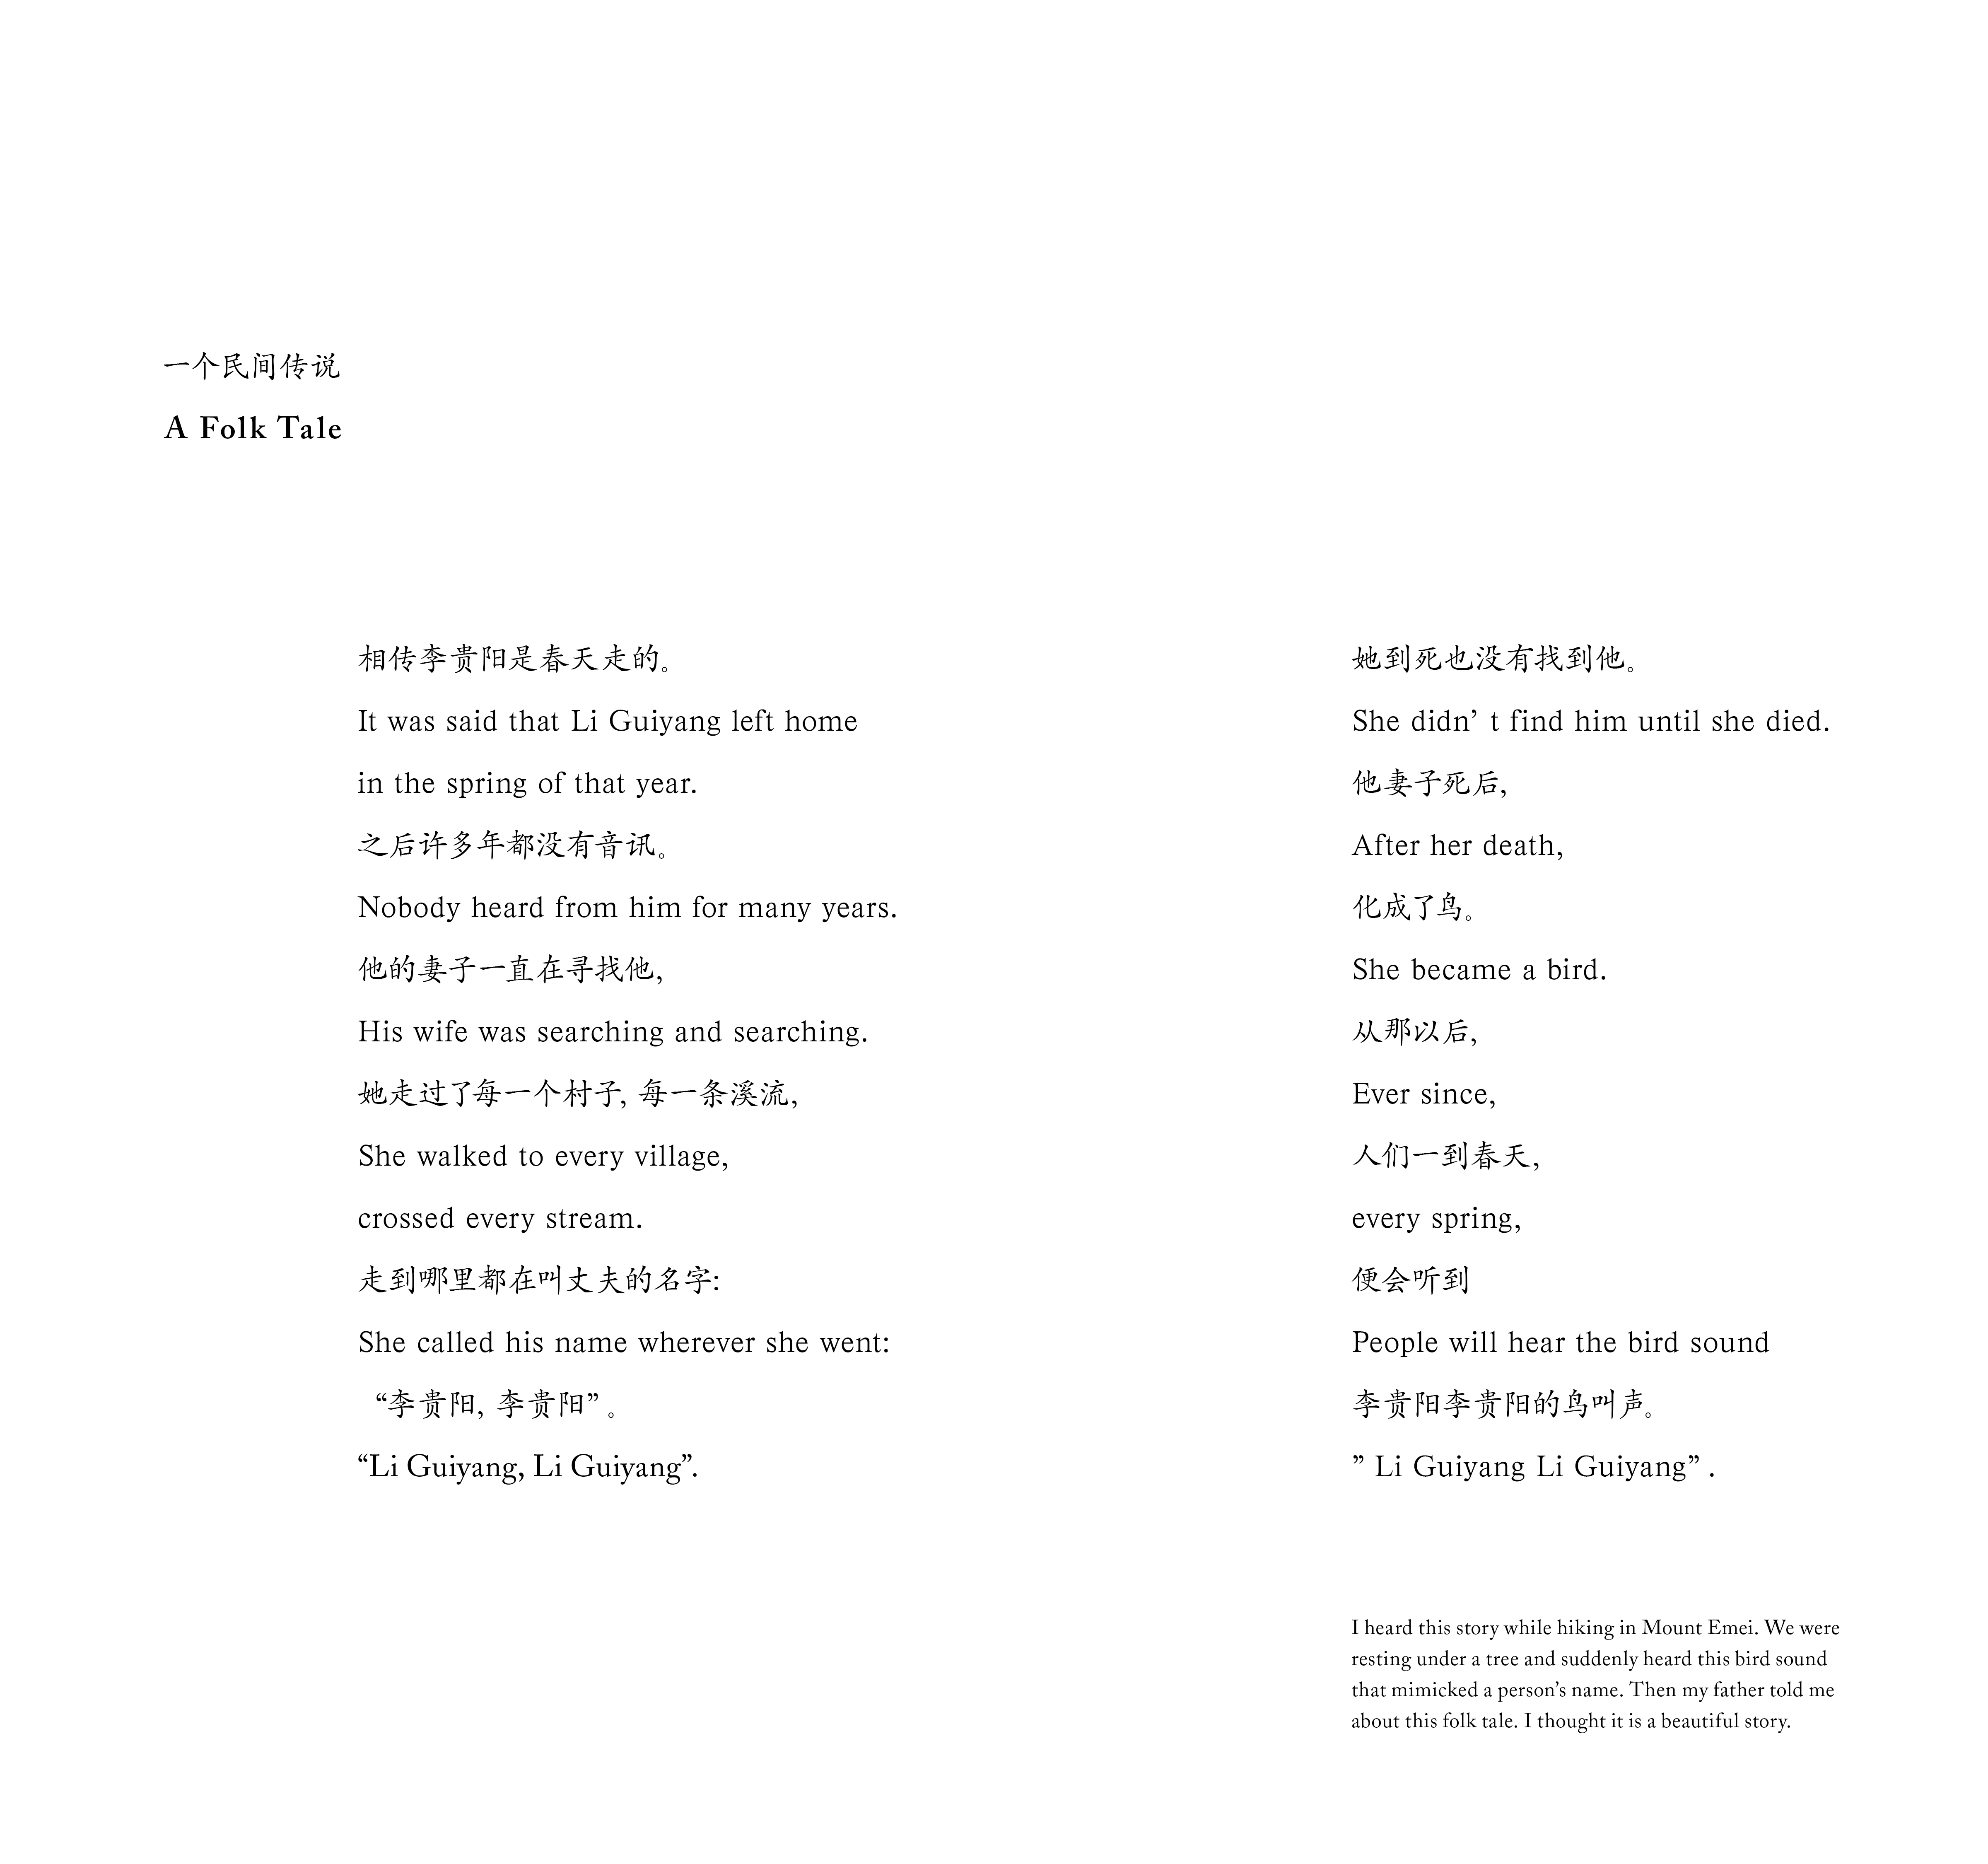 一个民间传说
A Folk Tale
相传李贵阳是春天走的。
It was said that Li Guiyang left home
in the spring of that year.
之后许多年都没有音讯。
Nobody heard from him for many years.
他的妻子一直在寻找他,
His wife was searching and searching.
她走过了每一个村子, 每一条溪流,
She walked to every village,
crossed every stream.
走到哪里都在叫丈夫的名字:
She called his name wherever she went:
“李贵阳, 李贵阳” 。
“Li Guiyang, Li Guiyang”.
她到死也没有找到他。
She didn’ t find him until she died.
他妻子死后,
After her death,
化成了鸟。
She became a bird.
从那以后,
Ever since,
人们一到春天,
every spring,
便会听到
People will hear the bird sound
李贵阳李贵阳的鸟叫声。
” Li Guiyang Li Guiyang” .
I heard this story while hiking in Mount Emei. We were
resting under a tree and suddenly heard this bird sound
that mimicked a person’s name. Then my father told me
about this folk tale. I thought it is a beautiful story.